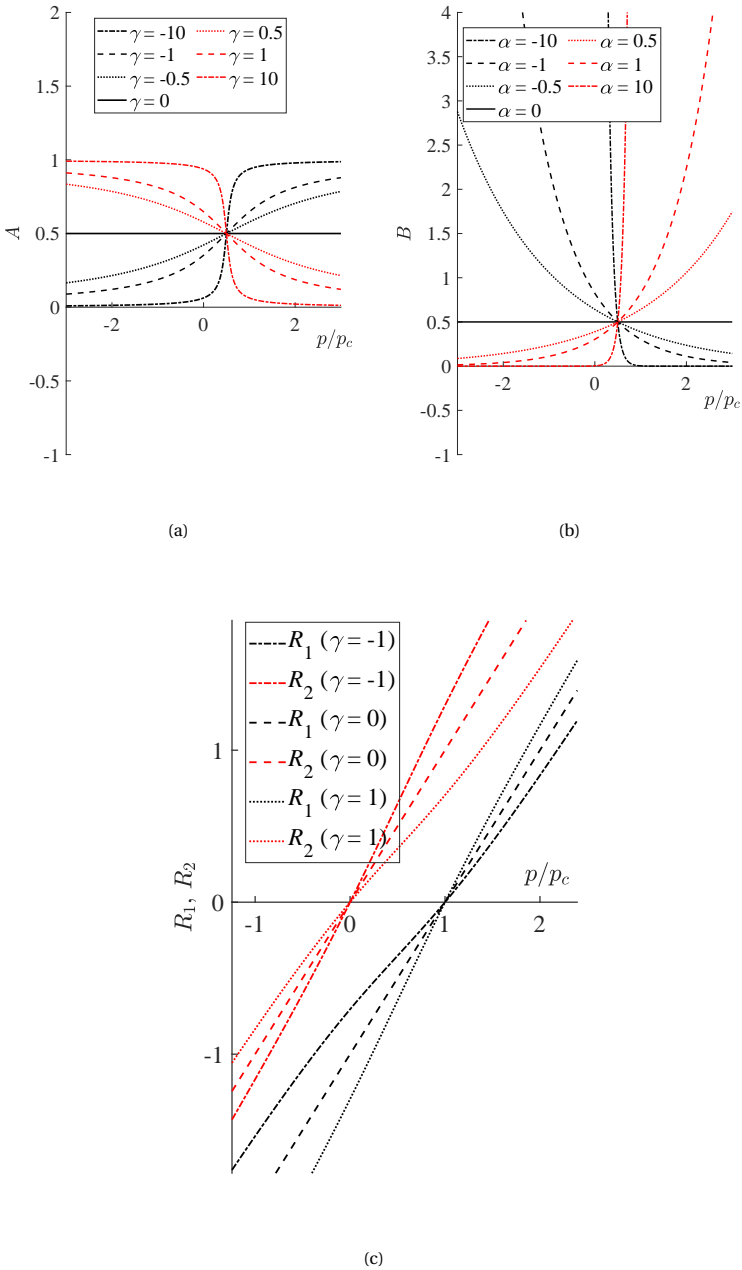 2
1.5
1
0.5
0
-0.5
-1
A
-2
0
2
p/p_c
γ = -10
γ = -1
γ = -0.5
γ = 0
γ = 0.5
γ = 1
γ = 10
(a)
4
3.5
3
2.5
2
1.5
1
0.5
0
-0.5
-1
B
-2
0
2
p/p_c
α = -10
α = -1
α = -0.5
α = 0
α = 0.5
α = 1
α = 10
(b)
R_1 (γ = -1)
R_2 (γ = -1)
R_1 (γ = 0)
R_2 (γ = 0)
R_1 (γ = 1)
R_2 (γ = 1)
1
0
-1
R_1, R_2
-1
0
1
2
p/p_c
(c)